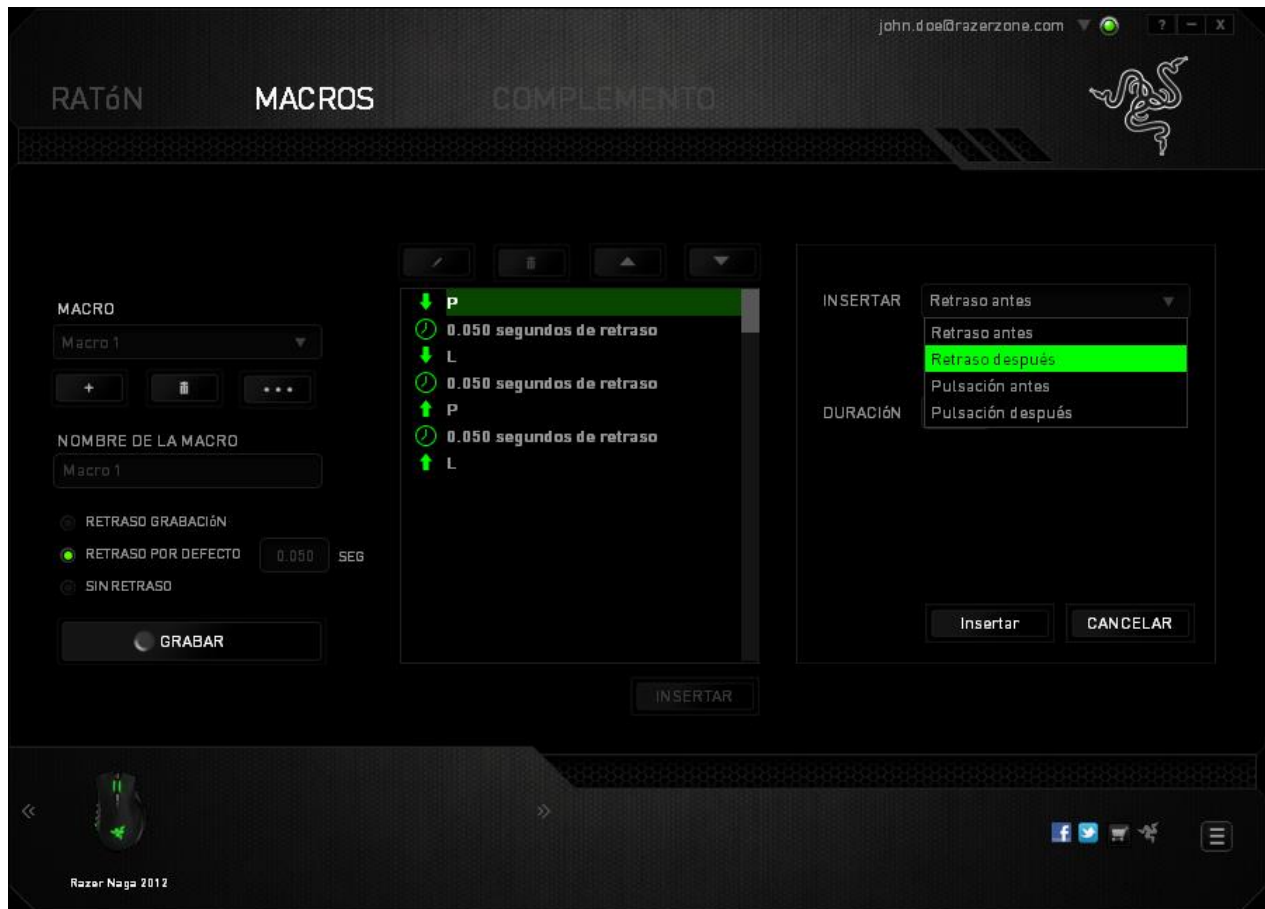 john.doe@razerzone.com
? – X
RATÓN MACROS COMPLEMENTO
MACRO
Macro 1
+
...
NOMBRE DE LA MACRO
Macro 1
RETRASO GRABACIÓN
RETRASO POR DEFECTO 0.050 SEG
SIN RETRASO
GRABAR
P
0.050 segundos de retraso
L
0.050 segundos de retraso
P
0.050 segundos de retraso
L
INSERTAR
INSERTAR Retraso antes
Retraso antes
Retraso después
Pulsación antes
Pulsación después
DURACIÓN
Insertar CANCELAR
«
»
Razer Naga 2012